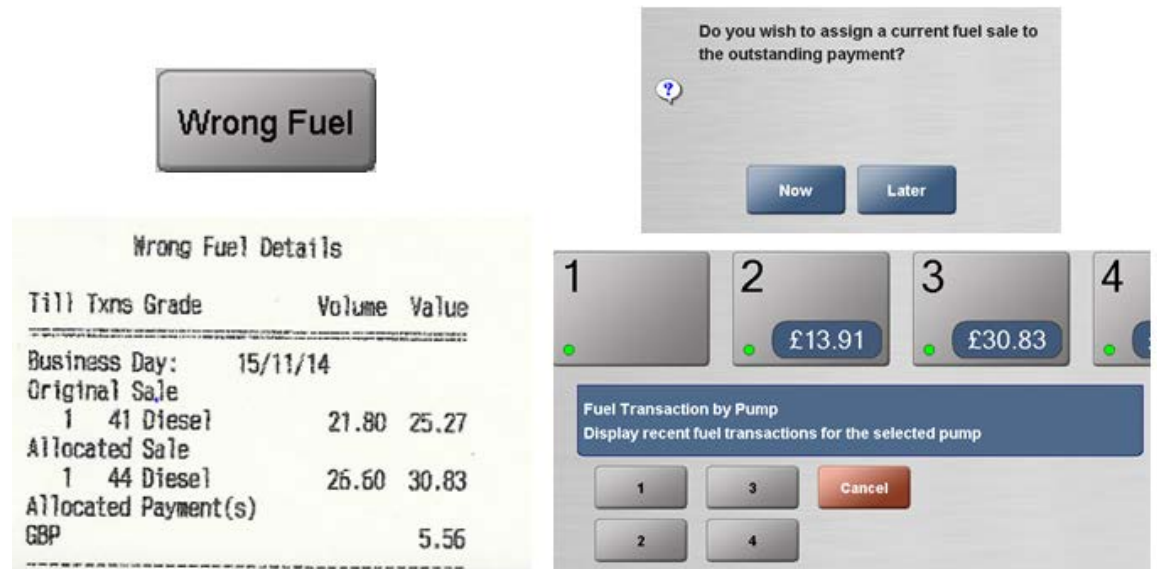 Wrong Fuel
Do you wish to assign a current fuel sale to
the outstanding payment?
?
Now Later
Wrong Fuel Details
Till Txns Grade Volume Value
Business Day: 15/11/14
Original Sale
1 41 Diesel 21.80 25.27
Allocated Sale
1 44 Diesel 26.60 30.83
Allocated Payment(s)
GBP 5.56
1 2 3 4
£13.91 £30.83
Fuel Transaction by Pump
Display recent fuel transactions for the selected pump
1 3 Cancel
2 4